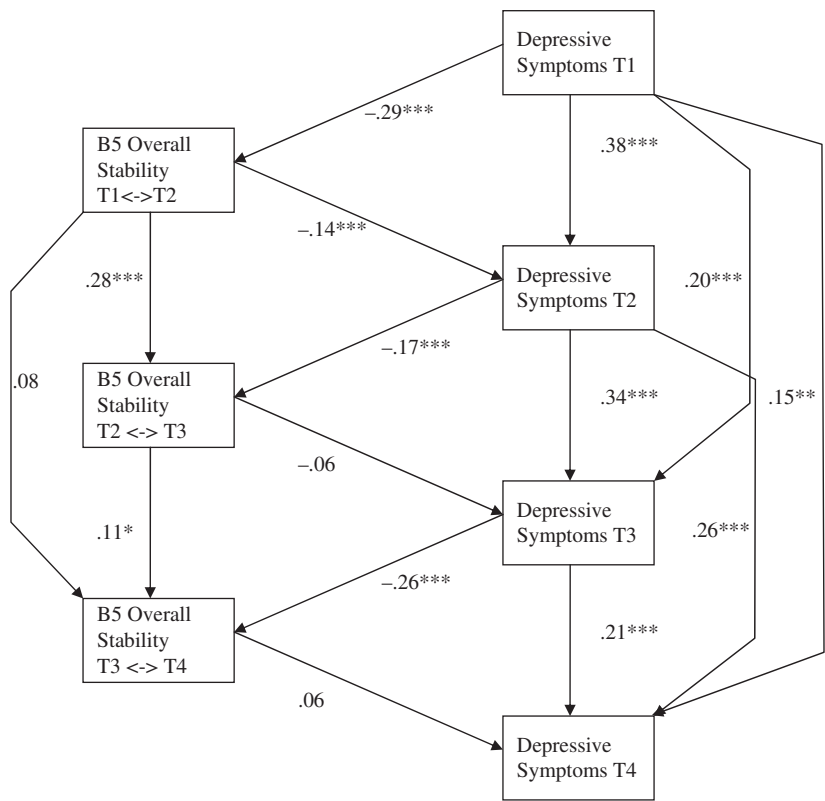 Depressive
Symptoms T1
–.29***
.38***
B5 Overall
Stability
T1<->T2
–.14***
.28***
Depressive
Symptoms T2
.20***
–.17***
.08
B5 Overall
Stability
T2 <-> T3
.34***
.15**
–.06
.11*
Depressive
Symptoms T3
.26***
–.26***
B5 Overall
Stability
T3 <-> T4
.21***
.06
Depressive
Symptoms T4